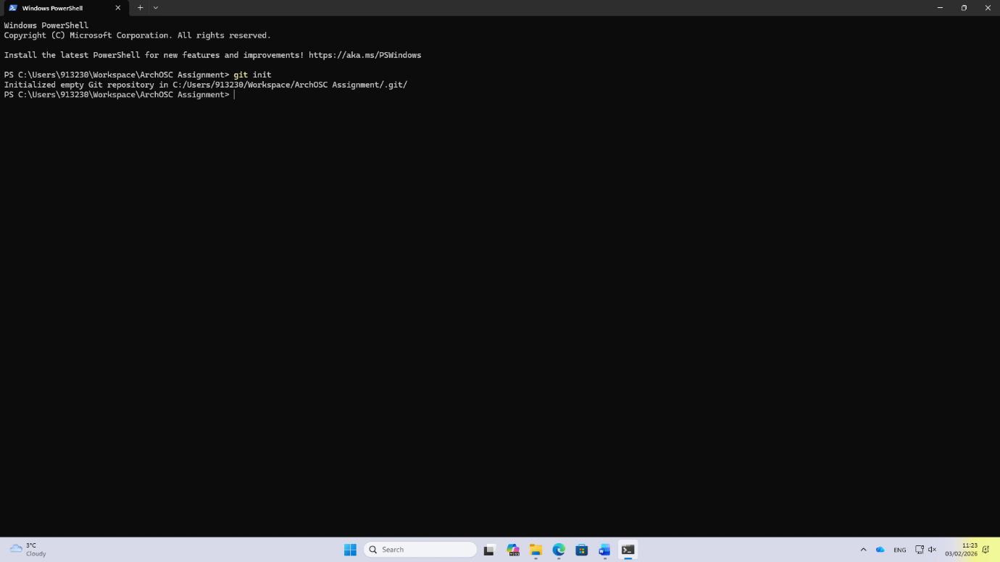 Windows PowerShell
Windows PowerShell
Copyright (C) Microsoft Corporation. All rights reserved.
Install the latest PowerShell for new features and improvements! https://aka.ms/PSWindows
PS C:\Users\913230\Workspace\ArchOSC Assignment> git init
Initialized empty Git repository in C:/Users/913230/Workspace/ArchOSC Assignment/.git/
PS C:\Users\913230\Workspace\ArchOSC Assignment>
3°C
Cloudy
Search
M365
ENG
11:23
03/02/2026